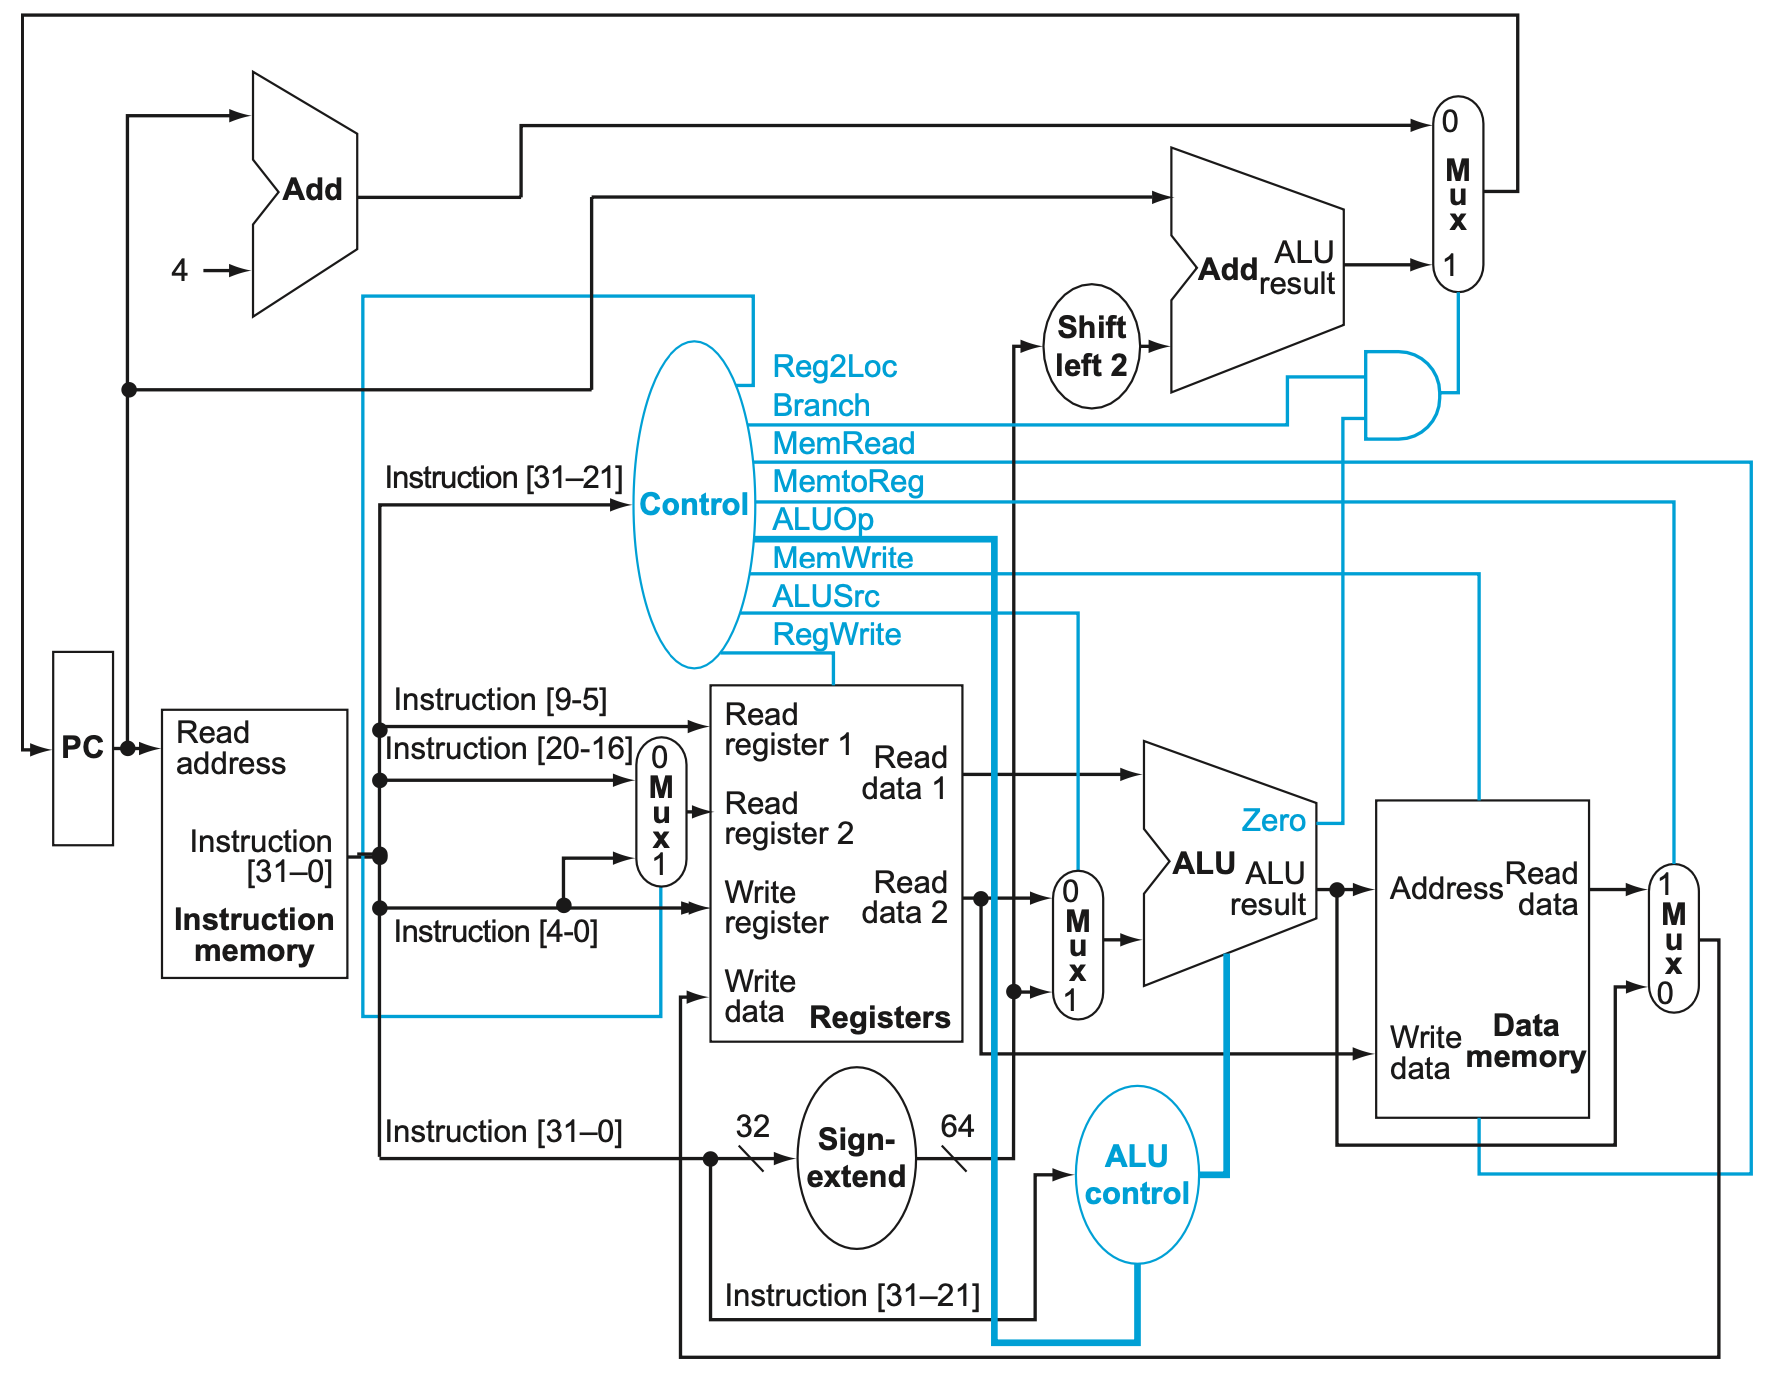 0
M
u
x
1
Add
4
Add
ALU
result
Shift
left 2
Reg2Loc
Branch
MemRead
MemtoReg
ALUOp
MemWrite
ALUSrc
RegWrite
Control
Instruction [31–21]
Instruction [9-5]
Instruction [20-16]
Instruction [4-0]
PC
Read
address
Instruction
[31–0]
Instruction
memory
0
M
u
x
1
Read
register 1
Read
register 2
Write
register
Write
data
Read
data 1
Read
data 2
Registers
0
M
u
x
1
Zero
ALU
ALU
result
Address
Read
data
Write
data
Data
memory
1
M
u
x
0
Instruction [31–0]
32
Sign-
extend
64
ALU
control
Instruction [31–21]